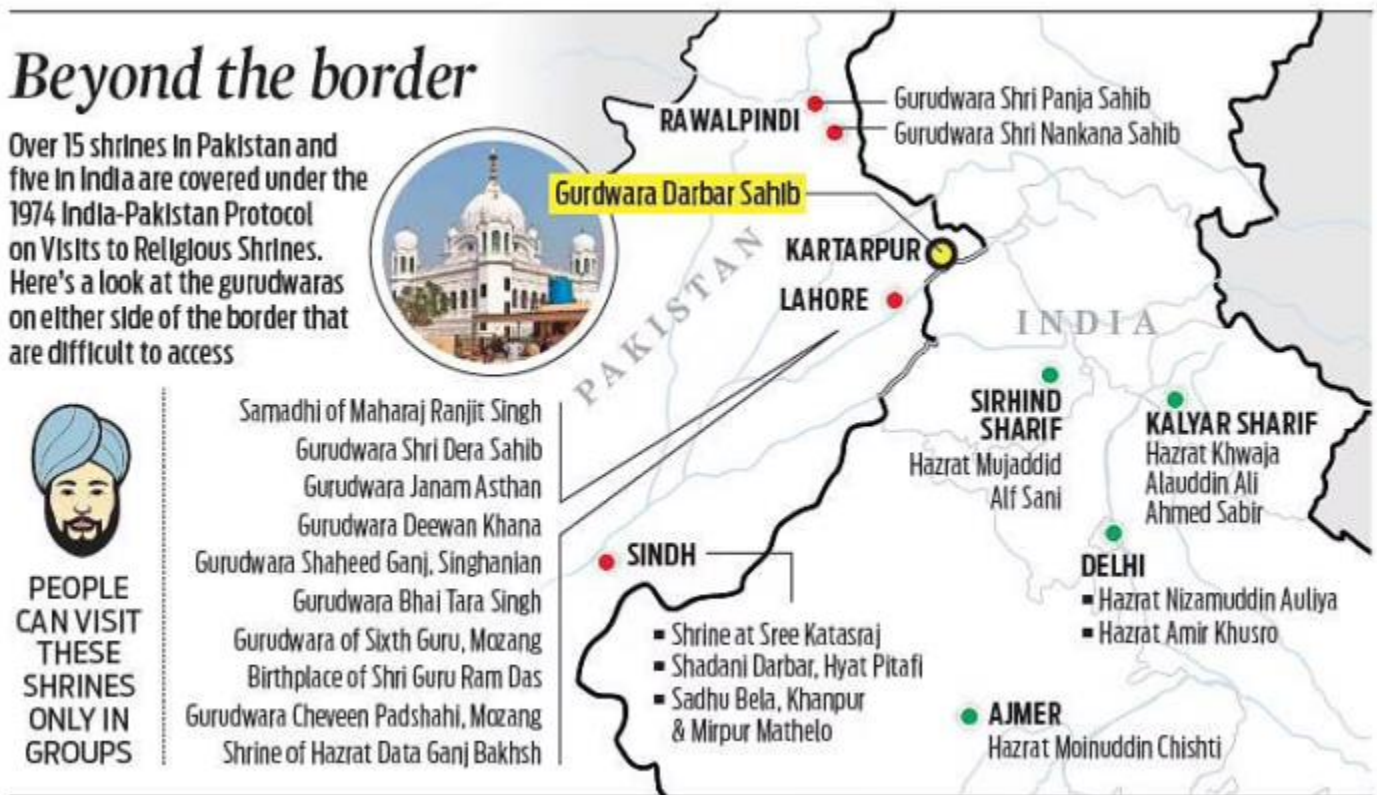 Beyond the border
Over 15 shrines in Pakistan and
five in India are covered under the
1974 India-Pakistan Protocol
on Visits to Religious Shrines.
Here's a look at the gurudwaras
on either side of the border that
are difficult to access
PEOPLE
CAN VISIT
THESE
SHRINES
ONLY IN
GROUPS
Samadhi of Maharaj Ranjit Singh
Gurudwara Shri Dera Sahib
Gurudwara Janam Asthan
Gurudwara Deewan Khana
Gurudwara Shaheed Ganj, Singhanian
Gurudwara Bhai Tara Singh
Gurudwara of Sixth Guru, Mozang
Birthplace of Shri Guru Ram Das
Gurudwara Cheveen Padshahi, Mozang
Shrine of Hazrat Data Ganj Bakhsh
RAWALPINDI
Gurudwara Shri Panja Sahib
Gurudwara Shri Nankana Sahib
Gurdwara Darbar Sahib
KARTARPUR
LAHORE
PAKISTAN
INDIA
SINDH
▪ Shrine at Sree Katasraj
▪ Shadani Darbar, Hyat Pitafi
▪ Sadhu Bela, Khanpur
& Mirpur Mathelo
SIRHIND
SHARIF
Hazrat Mujaddid
Alf Sani
KALYAR SHARIF
Hazrat Khwaja
Alauddin Ali
Ahmed Sabir
DELHI
▪ Hazrat Nizamuddin Auliya
▪ Hazrat Amir Khusro
AJMER
Hazrat Moinuddin Chishti